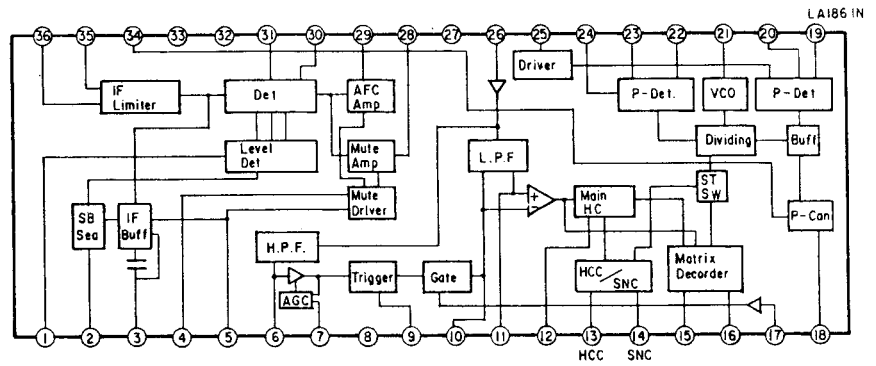 LA1861N
36 35 34 33 32 31 30 29 28 27 26 25 24 23 22 21 20 19
IF
Limiter
Det
AFC
Amp
Driver
P-Det.
VCO
P-Det
Level
Det
Mute
Amp
L.P.F
Dividing
Buff
SB
Sea
IF
Buff
Mute
Driver
+
−
Main
HC
ST
SW
P-Can
H.P.F.
AGC
Trigger
Gate
HCC
/SNC
Matrix
Decorder
1 2 3 4 5 6 7 8 9 10 11 12 13 14 15 16 17 18
HCC SNC